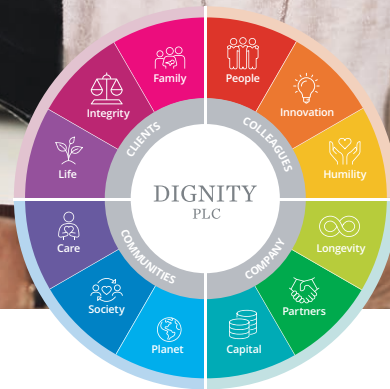 Family
People
Integrity
Innovation
CLIENTS
COLLEAGUES
Life
Humility
DIGNITY
PLC
Care
Longevity
COMMUNITIES
COMPANY
Society
Partners
Planet
Capital